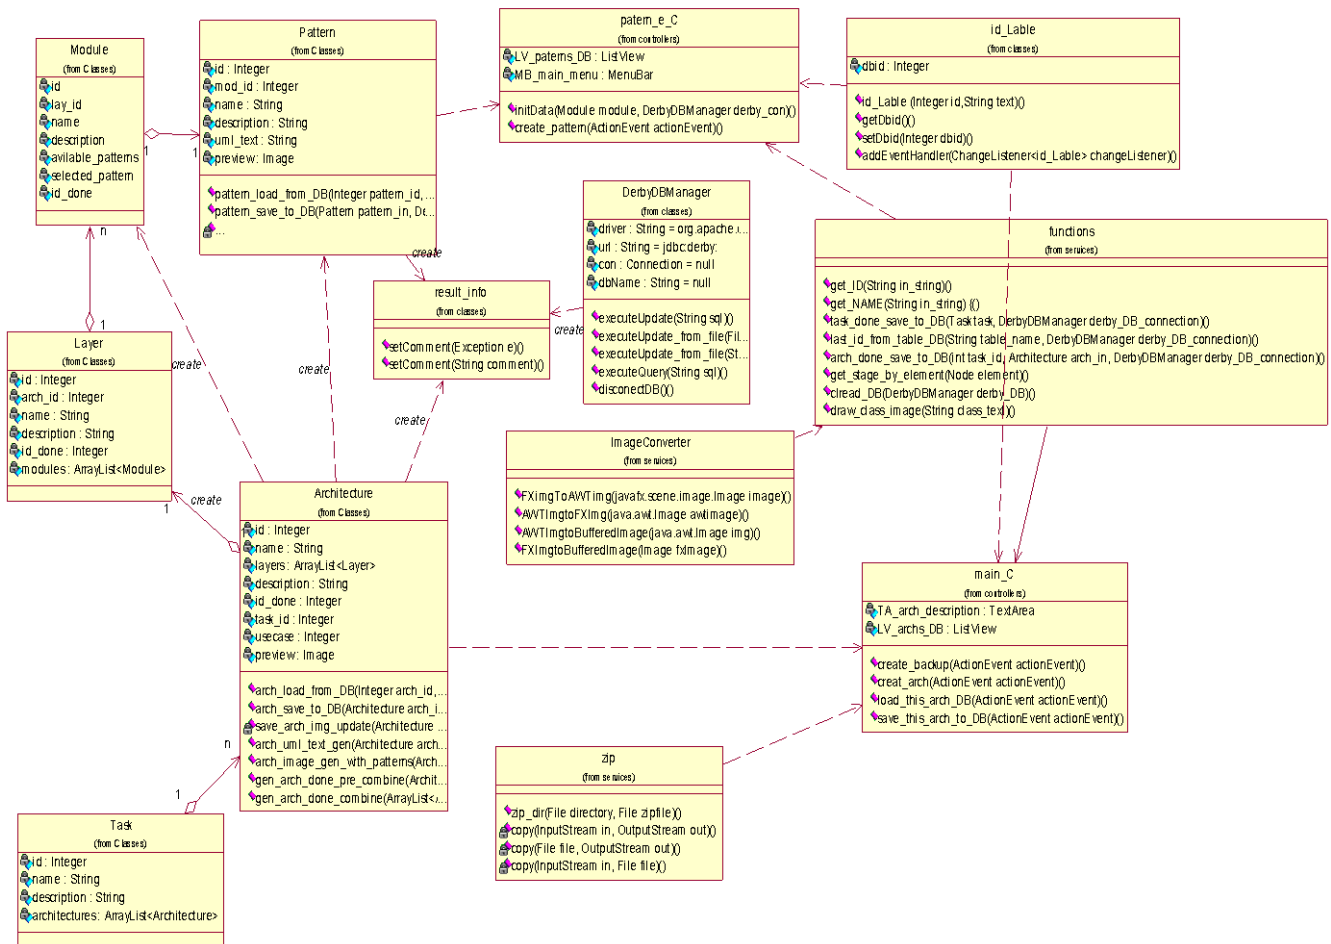 Module
(from Classes)
id
lay_id
name
description
avilable_patterns
selected_pattern
id_done
Pattern
(from Classes)
id : Integer
mod_id : Integer
name : String
description : String
uml_text : String
preview: Image
pattern_load_from_DB(Integer pattern_id, ...
pattern_save_to_DB(Pattern pattern_in, De...
...
patern_e_C
(from controllers)
LV_paterns_DB : ListView
MB_main_menu : MenuBar
initData(Module module, DerbyDBManager derby_con)()
create_pattern(ActionEvent actionEvent)()
id_Lable
(from services)
dbid : Integer
id_Lable (Integer id,String text)()
getDbid()()
setDbid(Integer dbid)()
addEventHandler(ChangeListener<id_Lable> changeListener)()
1
1
n
1
DerbyDBManager
(from classes)
driver : String = org.apache....
url : String = jdbc:derby:
con : Connection = null
dbName : String = null
executeUpdate(String sql)()
executeUpdate_from_file(Fil...
executeUpdate_from_file(St...
executeQuery(String sql)()
disconectDB()()
functions
(from services)
get_ID(String in_string)()
get_NAME(String in_string) {()
task_done_save_to_DB(Task task, DerbyDBManager derby_DB_connection)()
last_id_from_table_DB(String table_name, DerbyDBManager derby_DB_connection)()
arch_done_save_to_DB(int task_id, Architecture arch_in, DerbyDBManager derby_DB_connection)()
get_stage_by_element(Node element)()
clread_DB(DerbyDBManager derby_DB)()
draw_class_image(String class_text)()
create
result_info
(from classes)
setComment(Exception e)()
setComment(String comment)()
create
create
create
create
Layer
(from Classes)
id : Integer
arch_id : Integer
name : String
description : String
id_done : Integer
modules : ArrayList<Module>
create
1
ImageConverter
(from services)
FXimgToAWTimg(javafx.scene.image.Image image)()
AWTImgtoFXImg(java.awt.Image awtimage)()
AWTImgtoBufferedImage(java.awt.Image img)()
FXImgtoBufferedImage(Image fxImage)()
Architecture
(from Classes)
id : Integer
name : String
layers : ArrayList<Layer>
description : String
id_done : Integer
task_id : Integer
usecase : Integer
preview: Image
arch_load_from_DB(Integer arch_id,...
arch_save_to_DB(Architecture arch_i...
save_arch_img_update(Architecture ...
arch_uml_text_gen(Architecture arch...
arch_image_gen_with_patterns(Arch...
gen_arch_done_pre_combine(Archit...
gen_arch_done_combine(ArrayList<...
main_C
(from controllers)
TA_arch_description : TextArea
LV_archs_DB : ListView
create_backup(ActionEvent actionEvent)()
creat_arch(ActionEvent actionEvent)()
load_this_arch_DB(ActionEvent actionEvent)()
save_this_arch_to_DB(ActionEvent actionEvent)()
n
1
zip
(from services)
zip_dir(File directory, File zipfile)()
copy(InputStream in, OutputStream out)()
copy(File file, OutputStream out)()
copy(InputStream in, File file)()
Task
(from Classes)
id : Integer
name : String
description : String
architectures : ArrayList<Architecture>